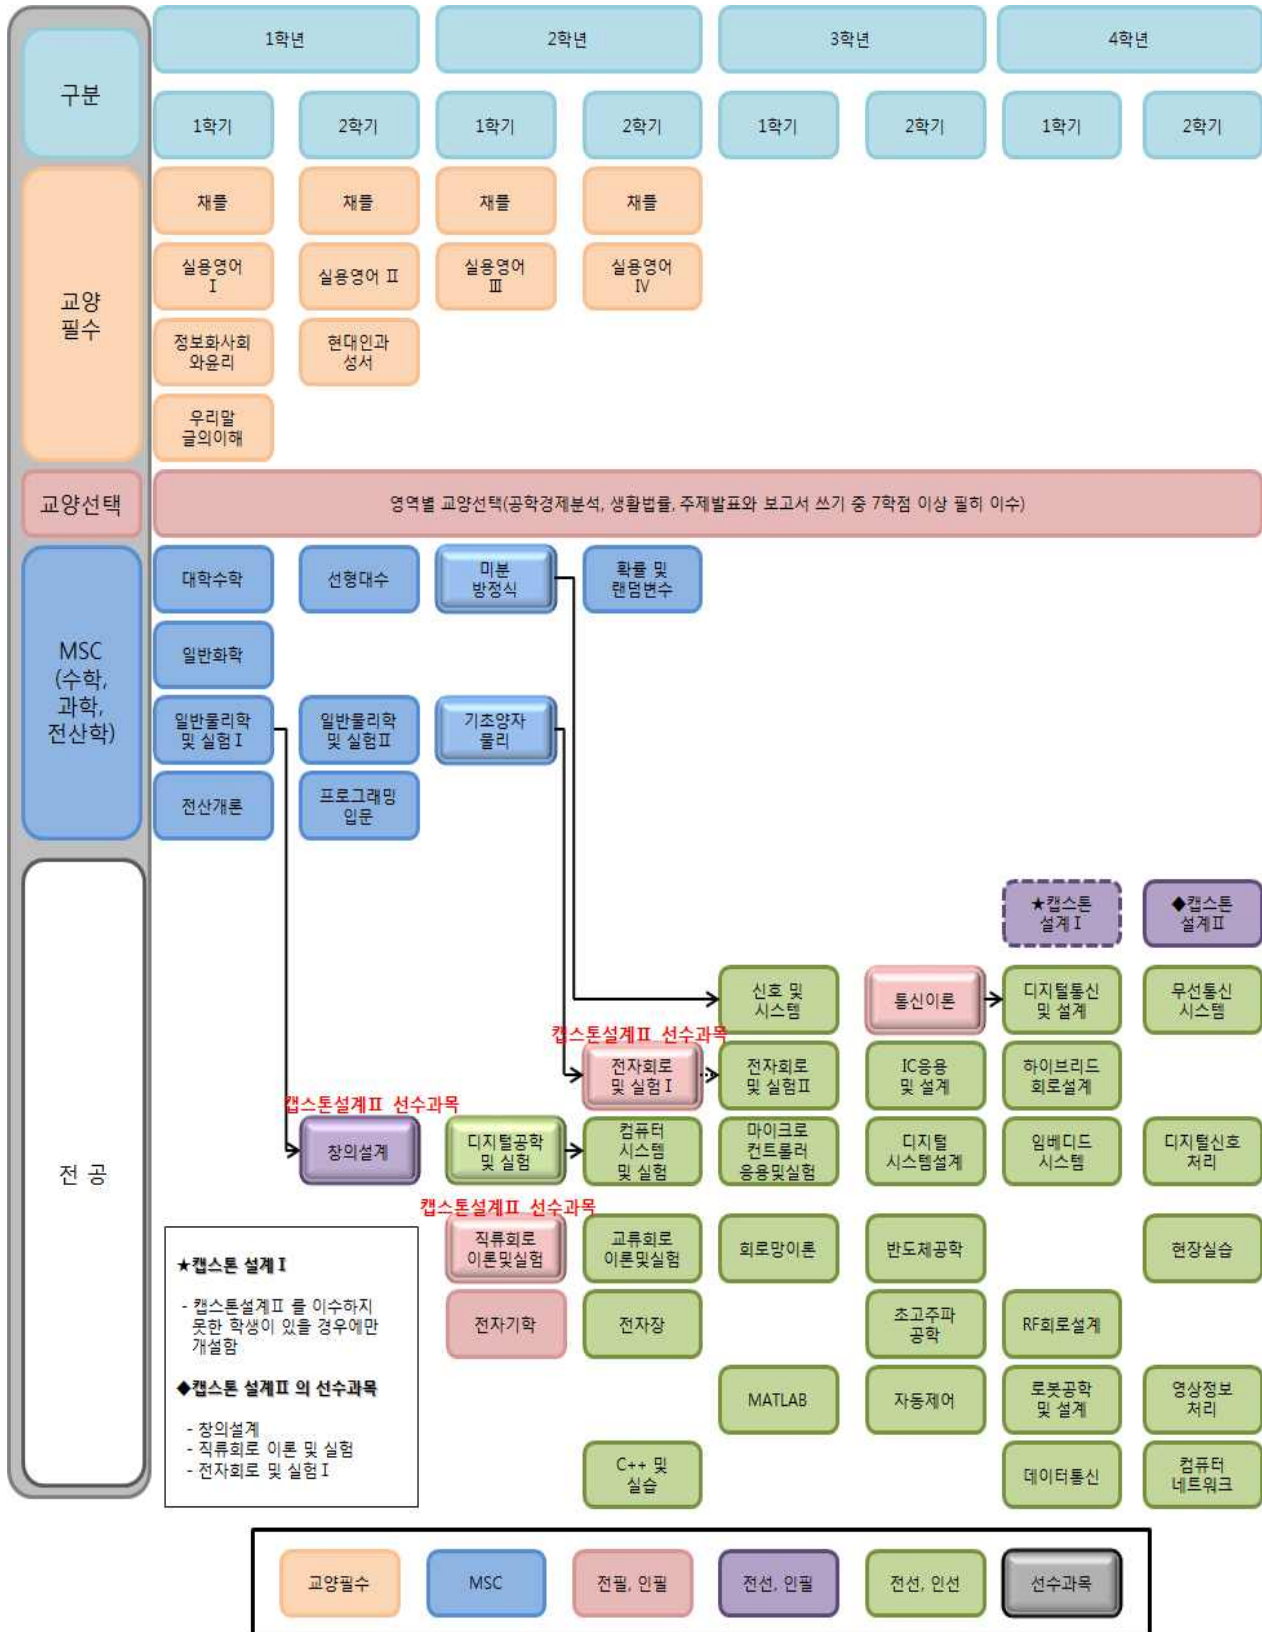 구분
1학년
2학년
3학년
4학년
1학기
2학기
1학기
2학기
1학기
2학기
1학기
2학기
교양
필수
채플
채플
채플
채플
실용영어
Ⅰ
실용영어 Ⅱ
실용영어
Ⅲ
실용영어
Ⅳ
정보화사회
와윤리
현대인과
성서
우리말
글의이해
교양선택
영역별 교양선택(공학경제분석, 생활법률, 주제발표와 보고서 쓰기 중 7학점 이상 필히 이수)
MSC
(수학,
과학,
전산학)
대학수학
선형대수
미분
방정식
확률 및
랜덤변수
일반화학
일반물리학
및 실험Ⅰ
일반물리학
및 실험Ⅱ
기초양자
물리
전산개론
프로그래밍
입문
전 공
★캡스톤
설계Ⅰ
◆캡스톤
설계Ⅱ
신호 및
시스템
통신이론
디지털통신
및 설계
무선통신
시스템
캡스톤설계Ⅱ 선수과목
전자회로
및 실험Ⅰ
전자회로
및 실험Ⅱ
IC응용
및 설계
하이브리드
회로설계
캡스톤설계Ⅱ 선수과목
창의설계
디지털공학
및 실험
컴퓨터
시스템
및 실험
마이크로
컨트롤러
응용및실험
디지털
시스템설계
임베디드
시스템
디지털신호
처리
캡스톤설계Ⅱ 선수과목
직류회로
이론및실험
교류회로
이론및실험
회로망이론
반도체공학
현장실습
전자기학
전자장
초고주파
공학
RF회로설계
MATLAB
자동제어
로봇공학
및 설계
영상정보
처리
C++ 및
실습
데이터통신
컴퓨터
네트워크
★캡스톤 설계Ⅰ
- 캡스톤설계Ⅱ 를 이수하지
못한 학생이 있을 경우에만
개설함
◆캡스톤 설계Ⅱ 의 선수과목
- 창의설계
- 직류회로 이론 및 실험
- 전자회로 및 실험Ⅰ
교양필수
MSC
전필, 인필
전선, 인필
전선, 인선
선수과목